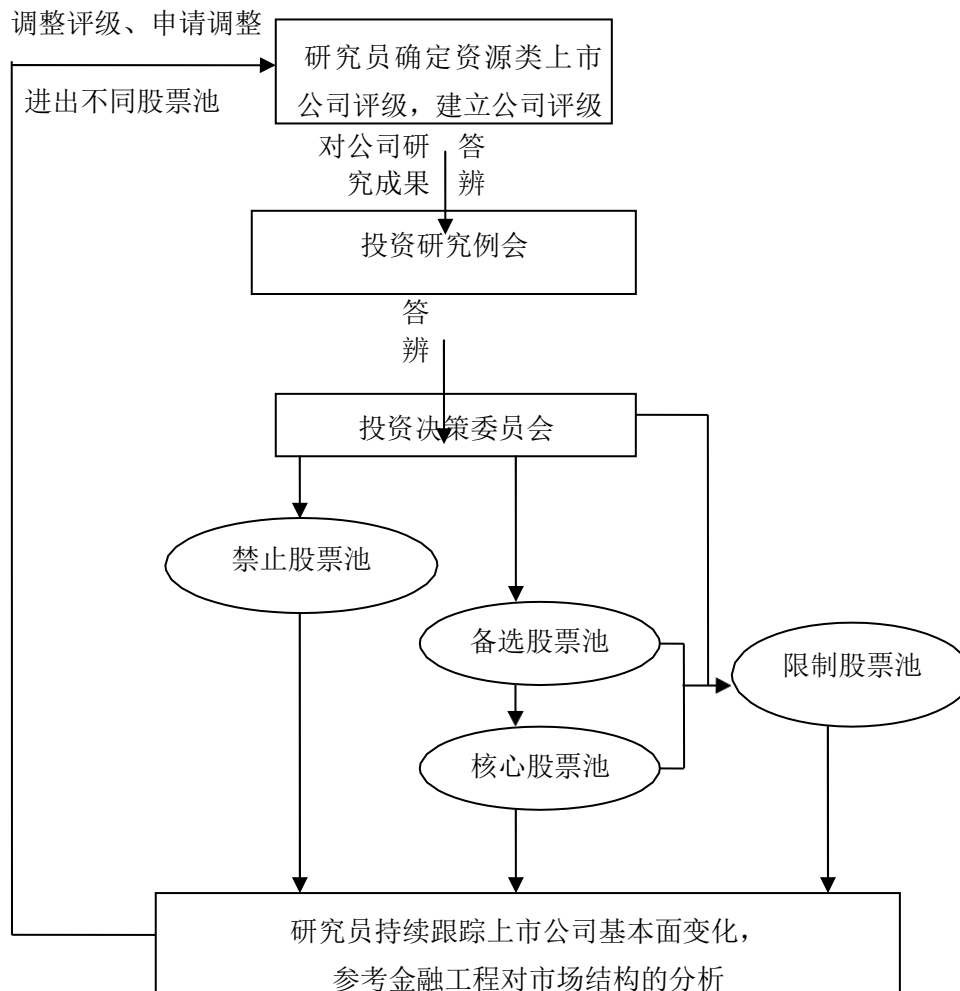 调整评级、申请调整
进出不同股票池
研究员确定资源类上市
公司评级，建立公司评级
对公司研
究成果
答
辨
投资研究例会
答
辨
投资决策委员会
禁止股票池
备选股票池
限制股票池
核心股票池
研究员持续跟踪上市公司基本面变化，
参考金融工程对市场结构的分析